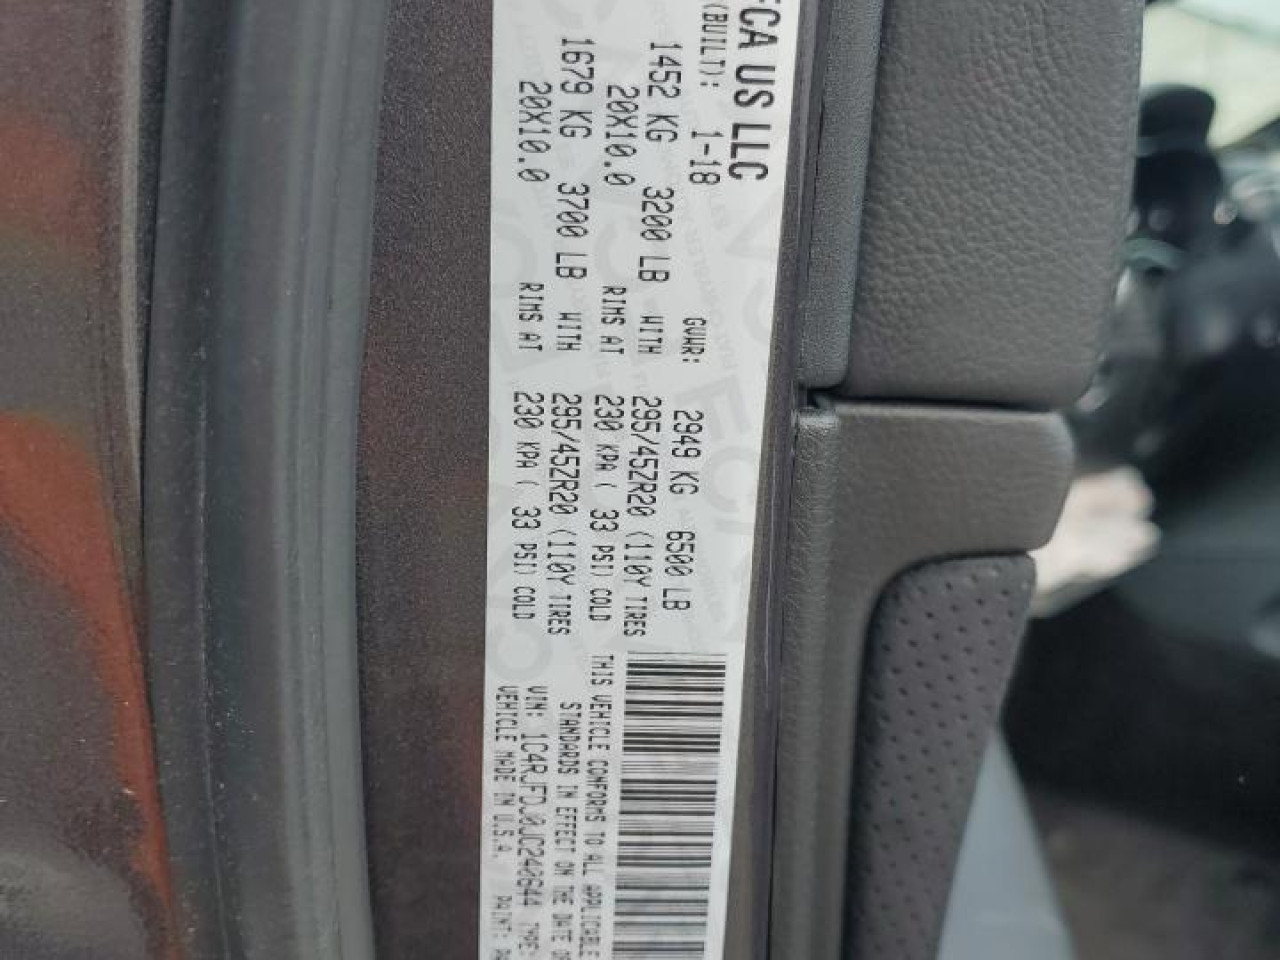 FCA US LLC
(BUILT): 1-18 GVWR: 2949 KG 6500 LB
1452 KG 3200 LB WITH 295/45ZR20 (110Y TIRES
20X10.0 RIMS AT 230 KPA ( 33 PSI) COLD
1679 KG 3700 LB WITH 295/45ZR20 (110Y TIRES
20X10.0 RIMS AT 230 KPA ( 33 PSI) COLD
THIS VEHICLE CONFORMS TO ALL APPLICABLE
STANDARDS IN EFFECT ON THE DATE OF
VIN: 1C4RJFDJ0JC240644 TYPE:
VEHICLE MADE IN U.S.A. PAINT: